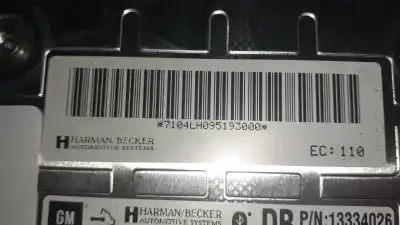 *7104LH095193000*
HARMAN/BECKER
AUTOMOTIVE SYSTEMS
EC: 110
GM
HARMAN/BECKER
AUTOMOTIVE SYSTEMS
DR P/N:13334026